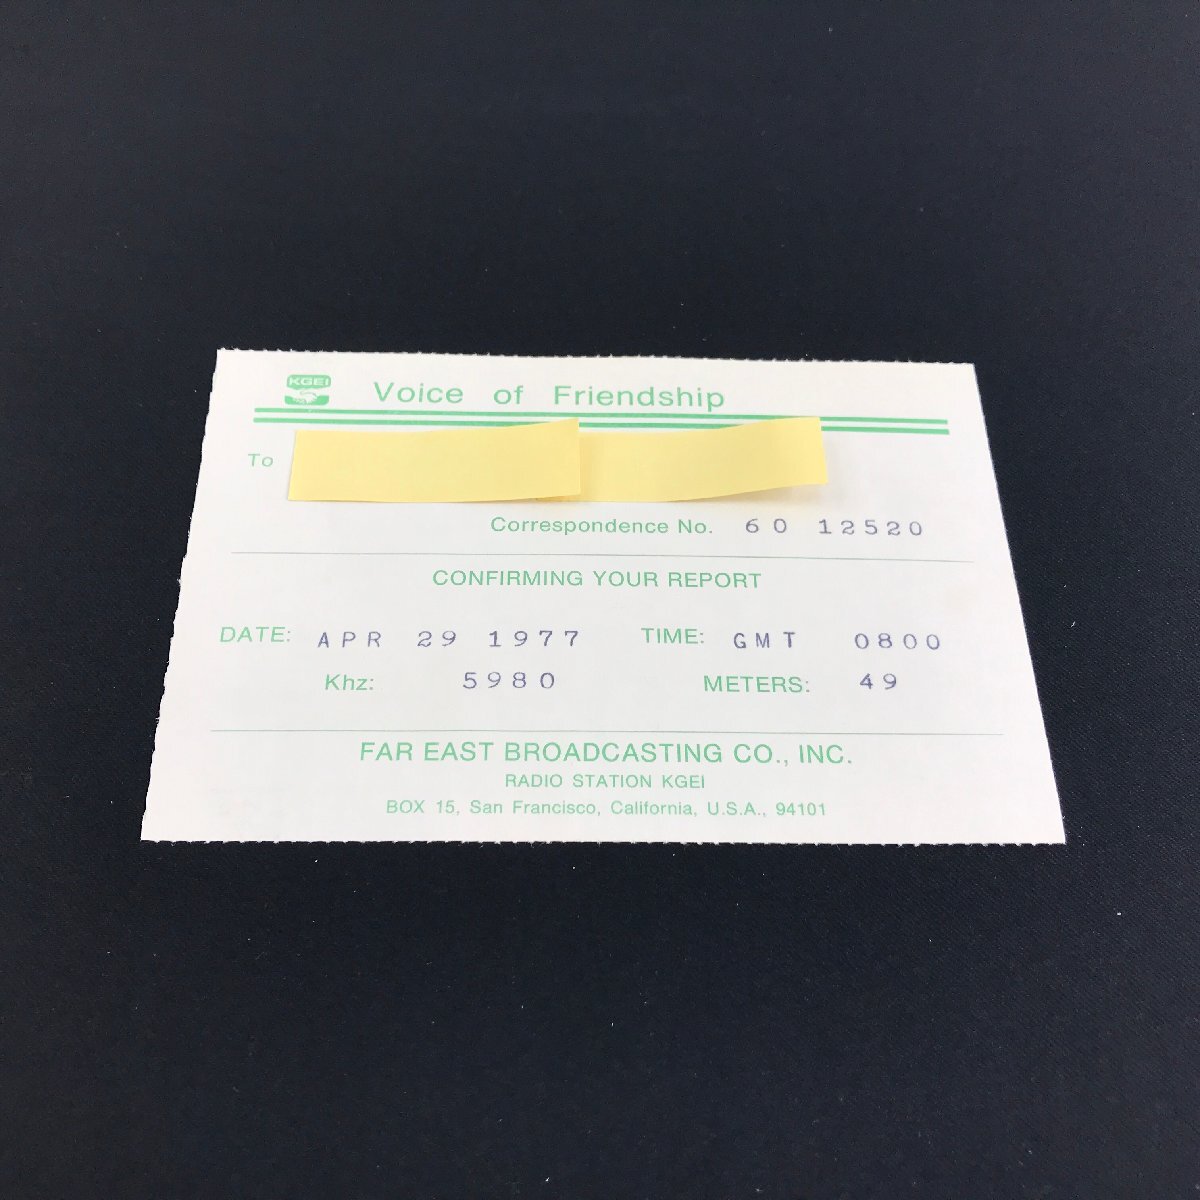 KGEI
Voice of Friendship
To
Correspondence No. 60 12520
CONFIRMING YOUR REPORT
DATE: APR 29 1977 TIME: GMT 0800
Khz: 5980 METERS: 49
FAR EAST BROADCASTING CO., INC.
RADIO STATION KGEI
BOX 15, San Francisco, California, U.S.A., 94101